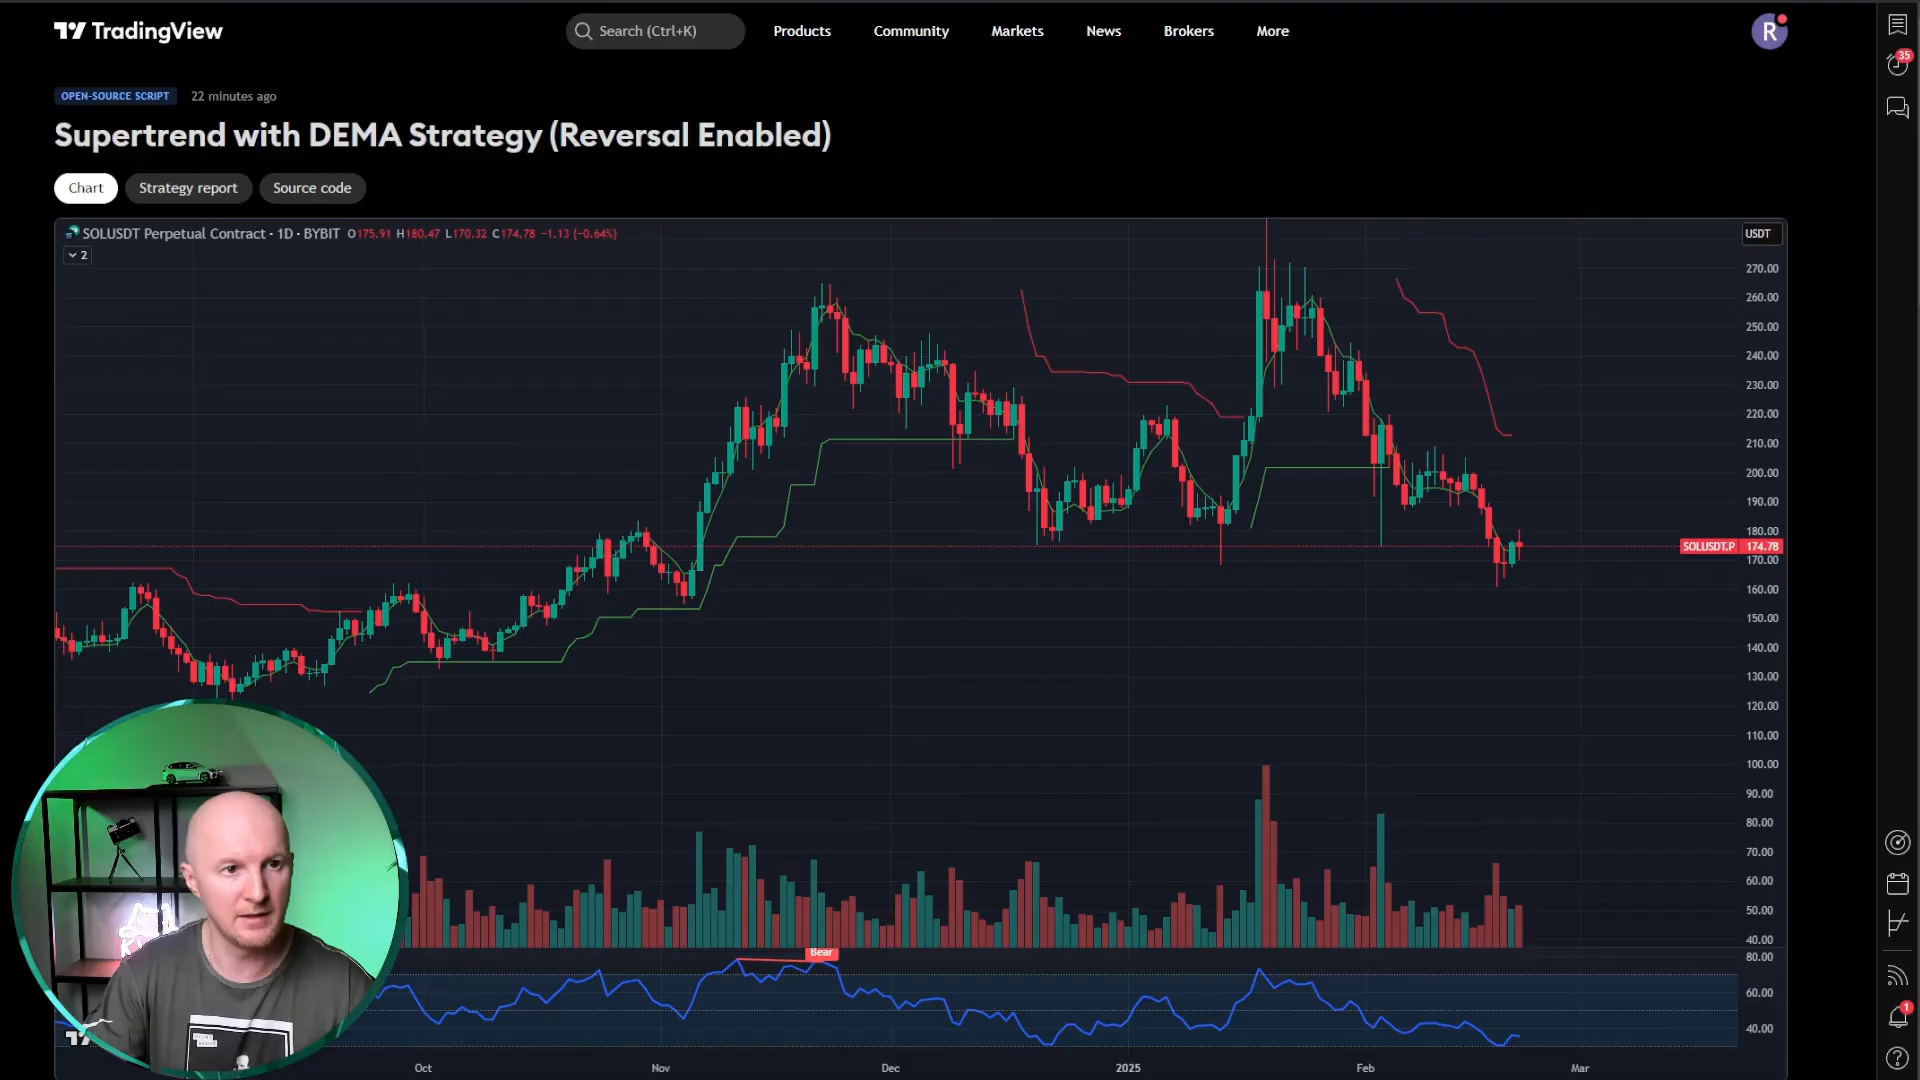 TradingView
Search (Ctrl+K)
Products
Community
Markets
News
Brokers
More
R
35
OPEN-SOURCE SCRIPT
22 minutes ago
Supertrend with DEMA Strategy (Reversal Enabled)
Chart
Strategy report
Source code
SOLUSDT Perpetual Contract · 1D · BYBIT O175.91 H180.47 L170.32 C174.78 −1.13 (−0.64%)
USDT
2
270.00
260.00
250.00
240.00
230.00
220.00
210.00
200.00
190.00
180.00
SOLUSDT.P 174.78
170.00
160.00
150.00
140.00
130.00
120.00
110.00
100.00
90.00
80.00
70.00
60.00
50.00
40.00
Bear
80.00
60.00
40.00
1
Oct
Nov
Dec
2025
Feb
Mar